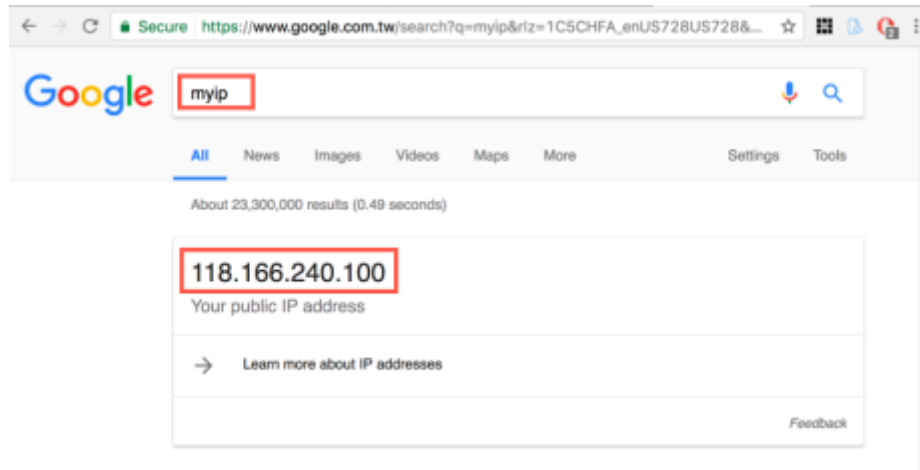 Secure https://www.google.com.tw/search?q=myip&rlz=1C5CHFA_enUS728US728&...
Google myip
All News Images Videos Maps More Settings Tools
About 23,300,000 results (0.49 seconds)
118.166.240.100
Your public IP address
Learn more about IP addresses
Feedback